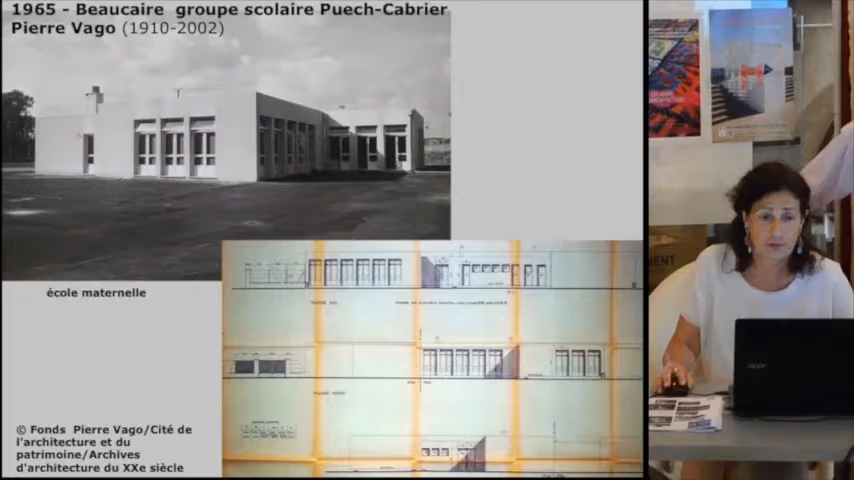 1965 - Beaucaire groupe scolaire Puech-Cabrier
Pierre Vago (1910-2002)
école maternelle
© Fonds Pierre Vago/Cité de
l'architecture et du
patrimoine/Archives
d'architecture du XXe siècle
acer